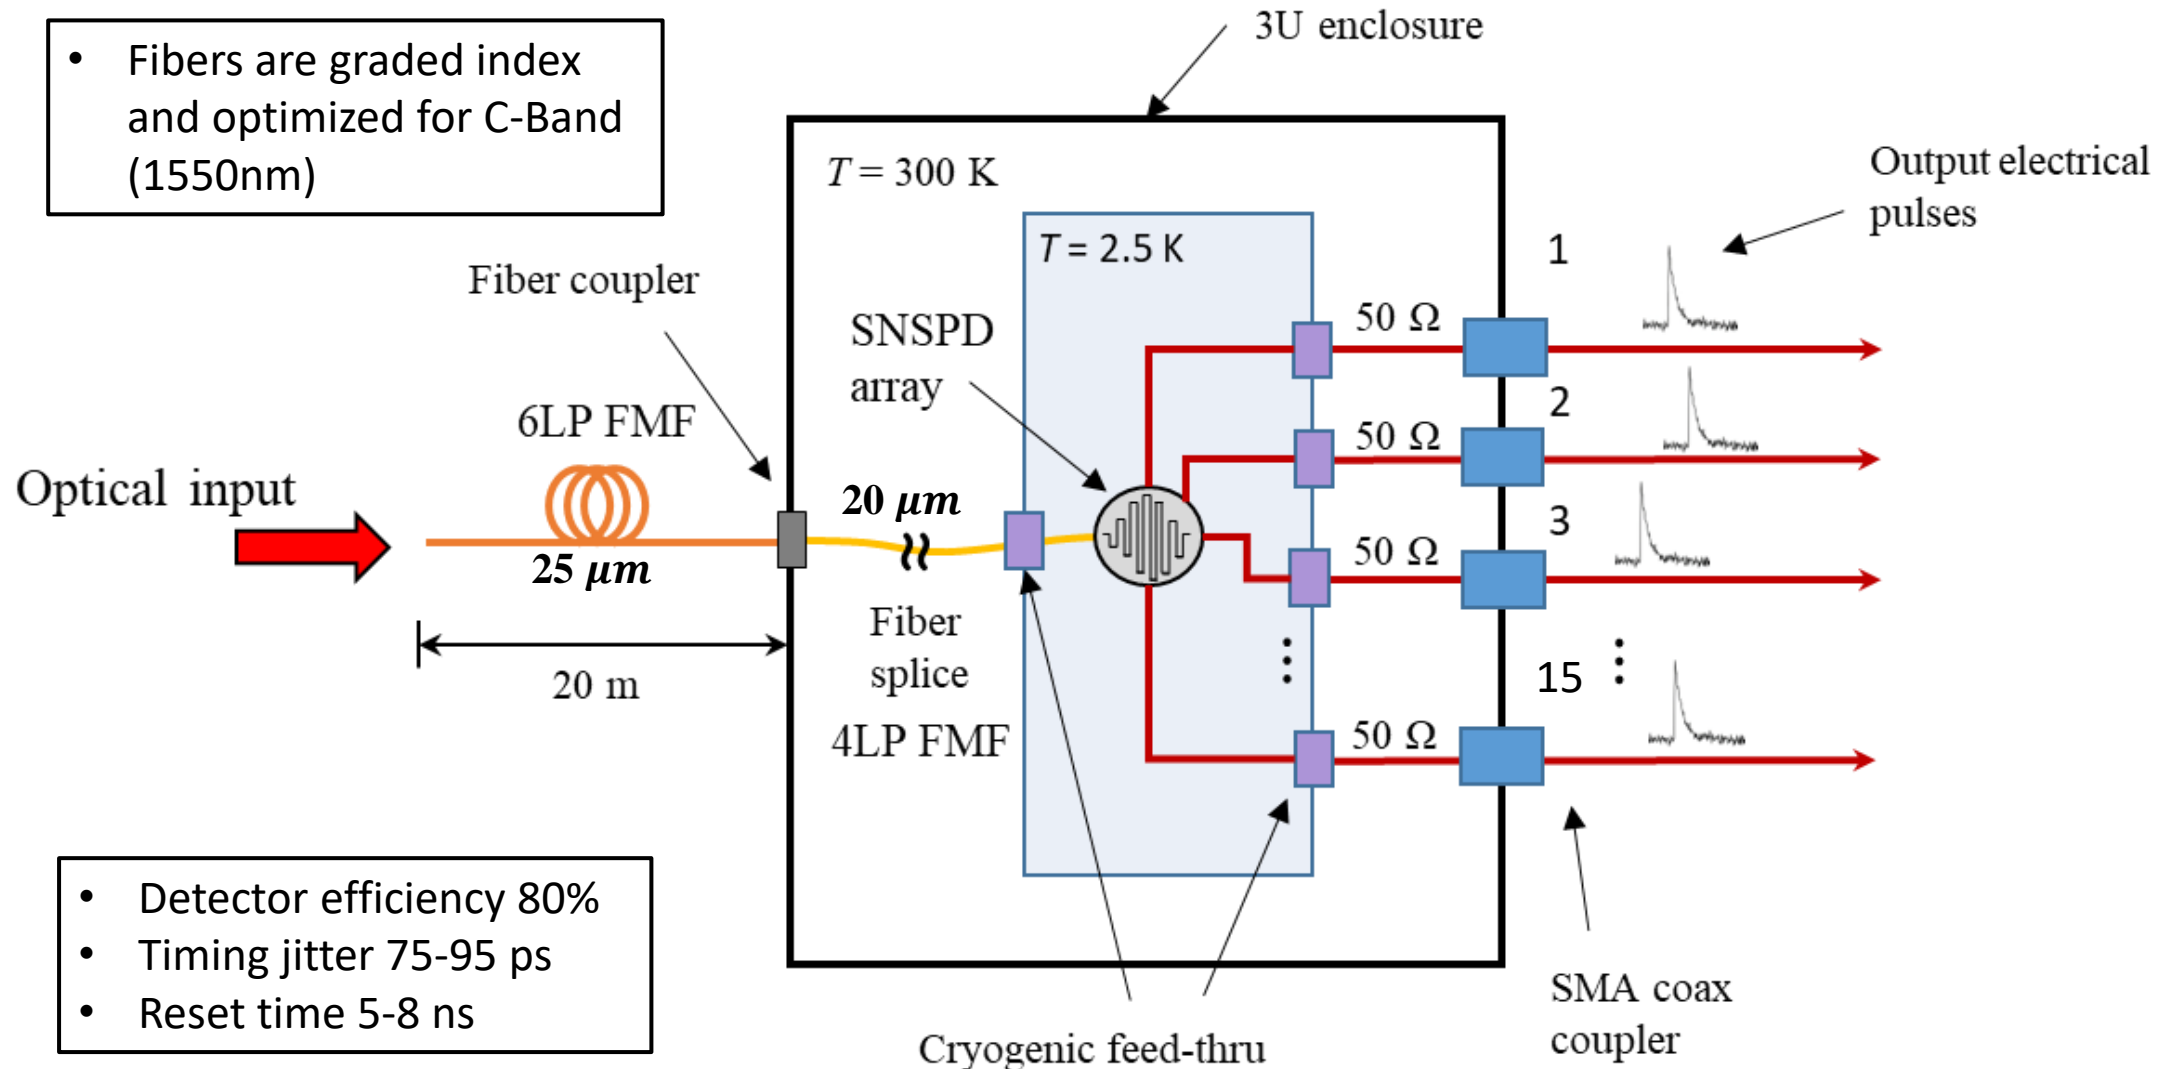 3U enclosure
• Fibers are graded index
and optimized for C-Band
(1550nm)
T = 300 K
Output electrical
pulses
T = 2.5 K
1
Fiber coupler
SNSPD
array
50 Ω
2
6LP FMF
50 Ω
Optical input
20 μm
3
25 μm
50 Ω
Fiber
splice
20 m
15
4LP FMF
50 Ω
• Detector efficiency 80%
• Timing jitter 75-95 ps
• Reset time 5-8 ns
SMA coax
coupler
Cryogenic feed-thru